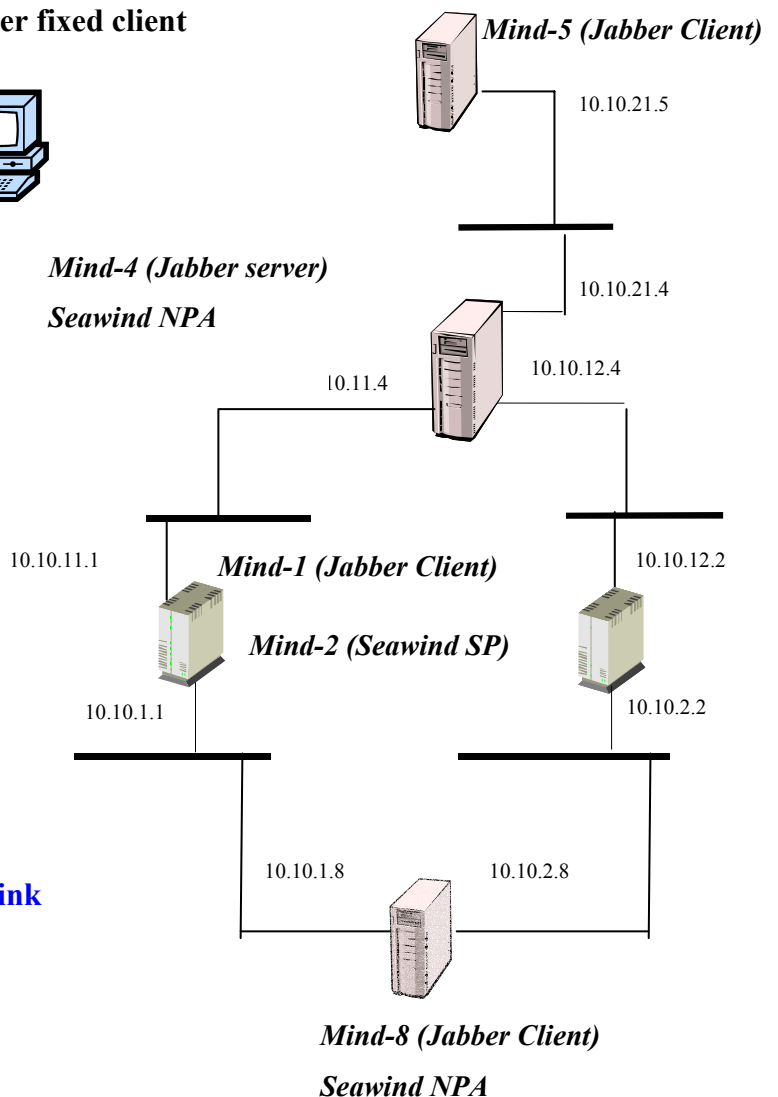 er fixed client
Mind-5 (Jabber Client)
10.10.21.5
Mind-4 (Jabber server)
Seawind NPA
10.10.21.4
10.10.12.4
0.11.4
10.10.11.1
Mind-1 (Jabber Client)
10.10.12.2
Mind-2 (Seawind SP)
10.10.1.1
10.10.2.2
10.10.1.8
10.10.2.8
ink
Mind-8 (Jabber Client)
Seawind NPA